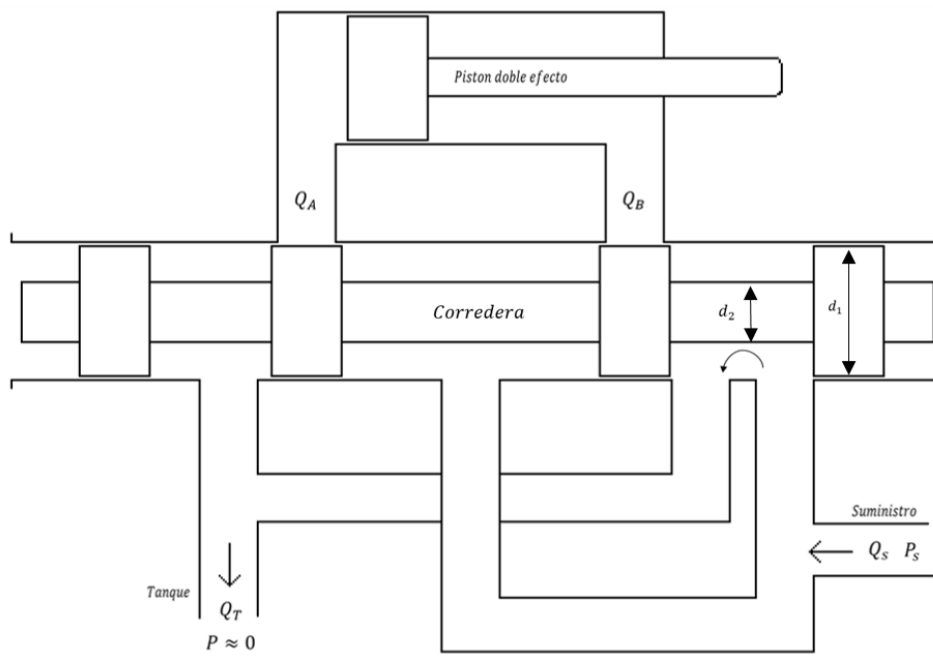 Piston doble efecto
Q_A
Q_B
Corredera
d_2
d_1
Suministro
Q_s P_s
Tanque
Q_T
P ≈ 0